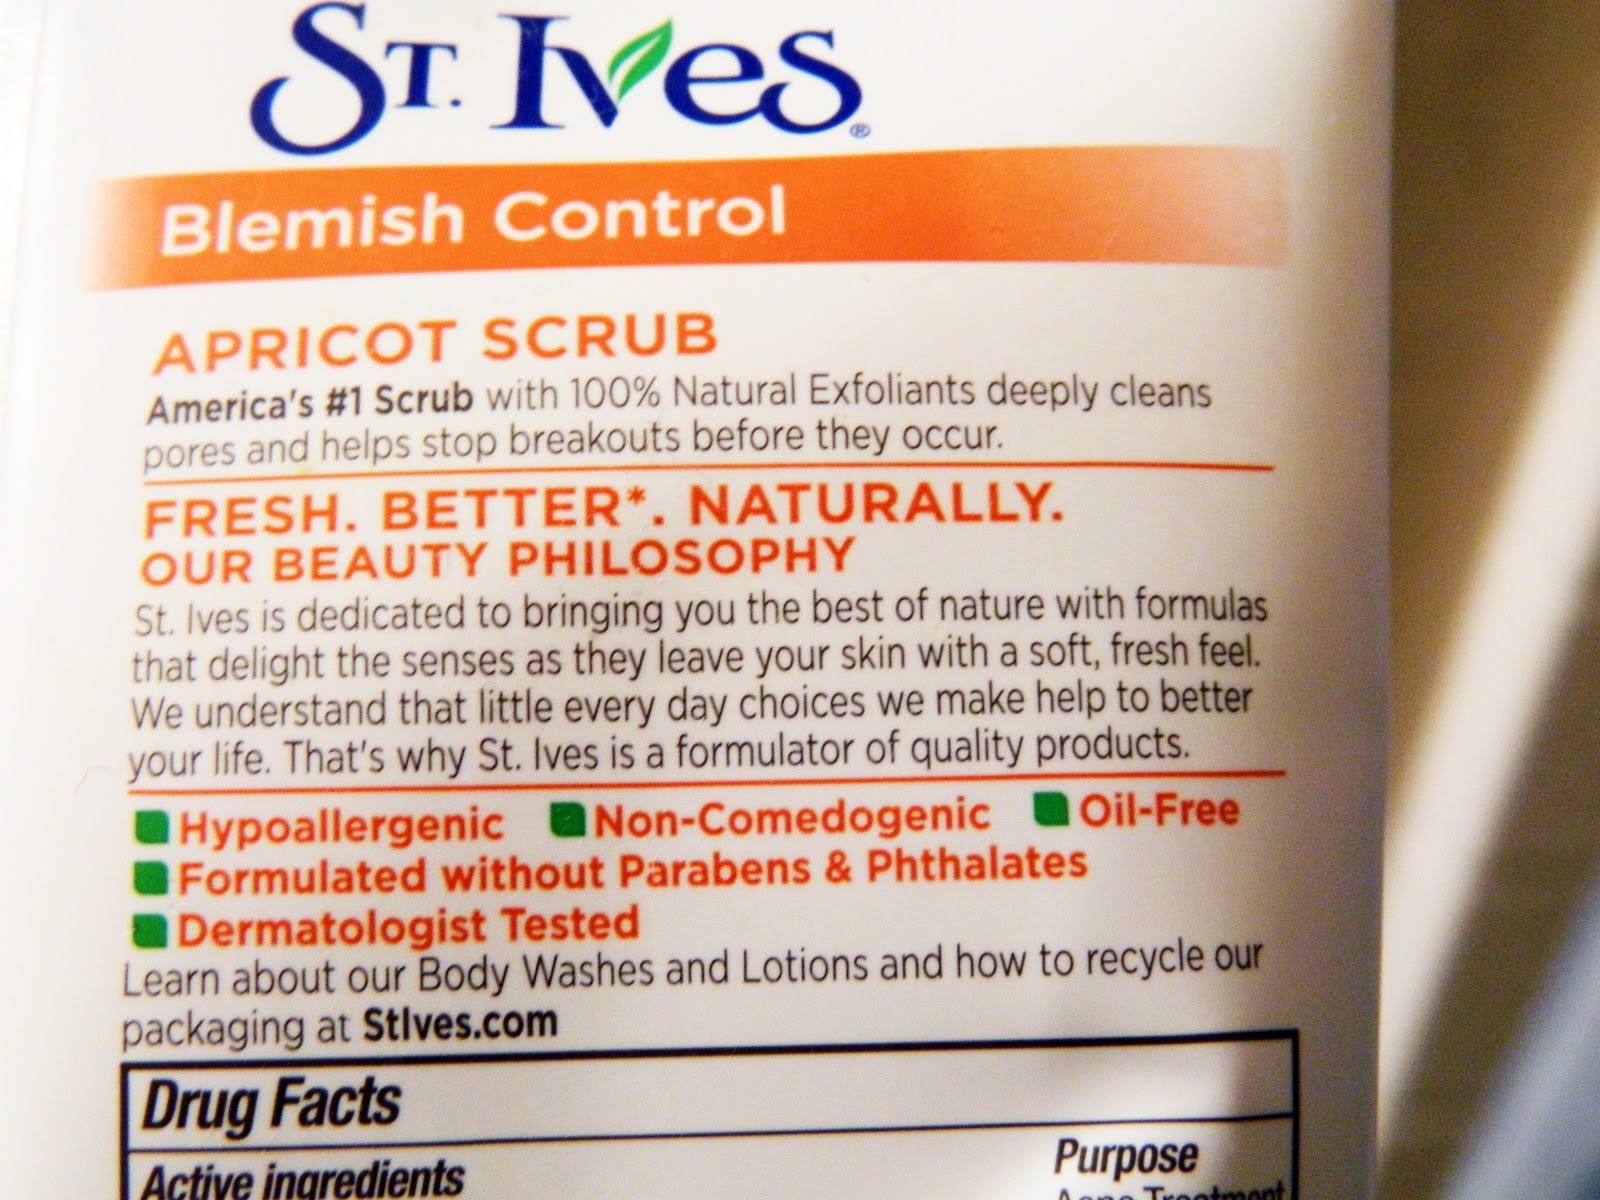 St. Ives®
Blemish Control
APRICOT SCRUB
America's #1 Scrub with 100% Natural Exfoliants deeply cleans
pores and helps stop breakouts before they occur.
FRESH. BETTER*. NATURALLY.
OUR BEAUTY PHILOSOPHY
St. Ives is dedicated to bringing you the best of nature with formulas
that delight the senses as they leave your skin with a soft, fresh feel.
We understand that little every day choices we make help to better
your life. That's why St. Ives is a formulator of quality products.
Hypoallergenic Non-Comedogenic Oil-Free
Formulated without Parabens & Phthalates
Dermatologist Tested
Learn about our Body Washes and Lotions and how to recycle our
packaging at StIves.com
Drug Facts
Active ingredients Purpose
Acne Treatment